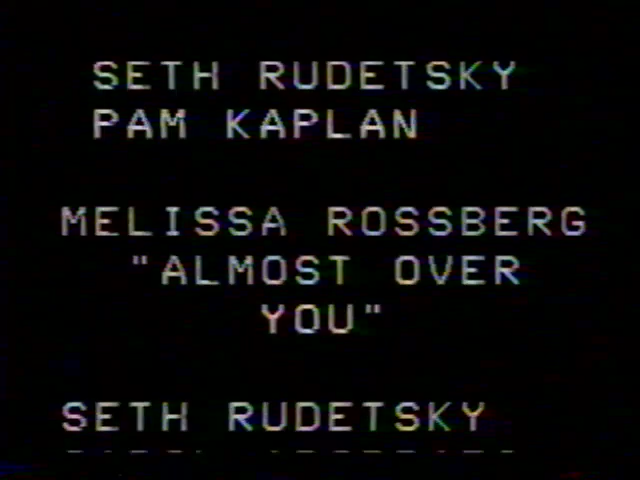 SETH RUDETSKY
PAM KAPLAN
MELISSA ROSSBERG
"ALMOST OVER
YOU"
SETH RUDETSKY